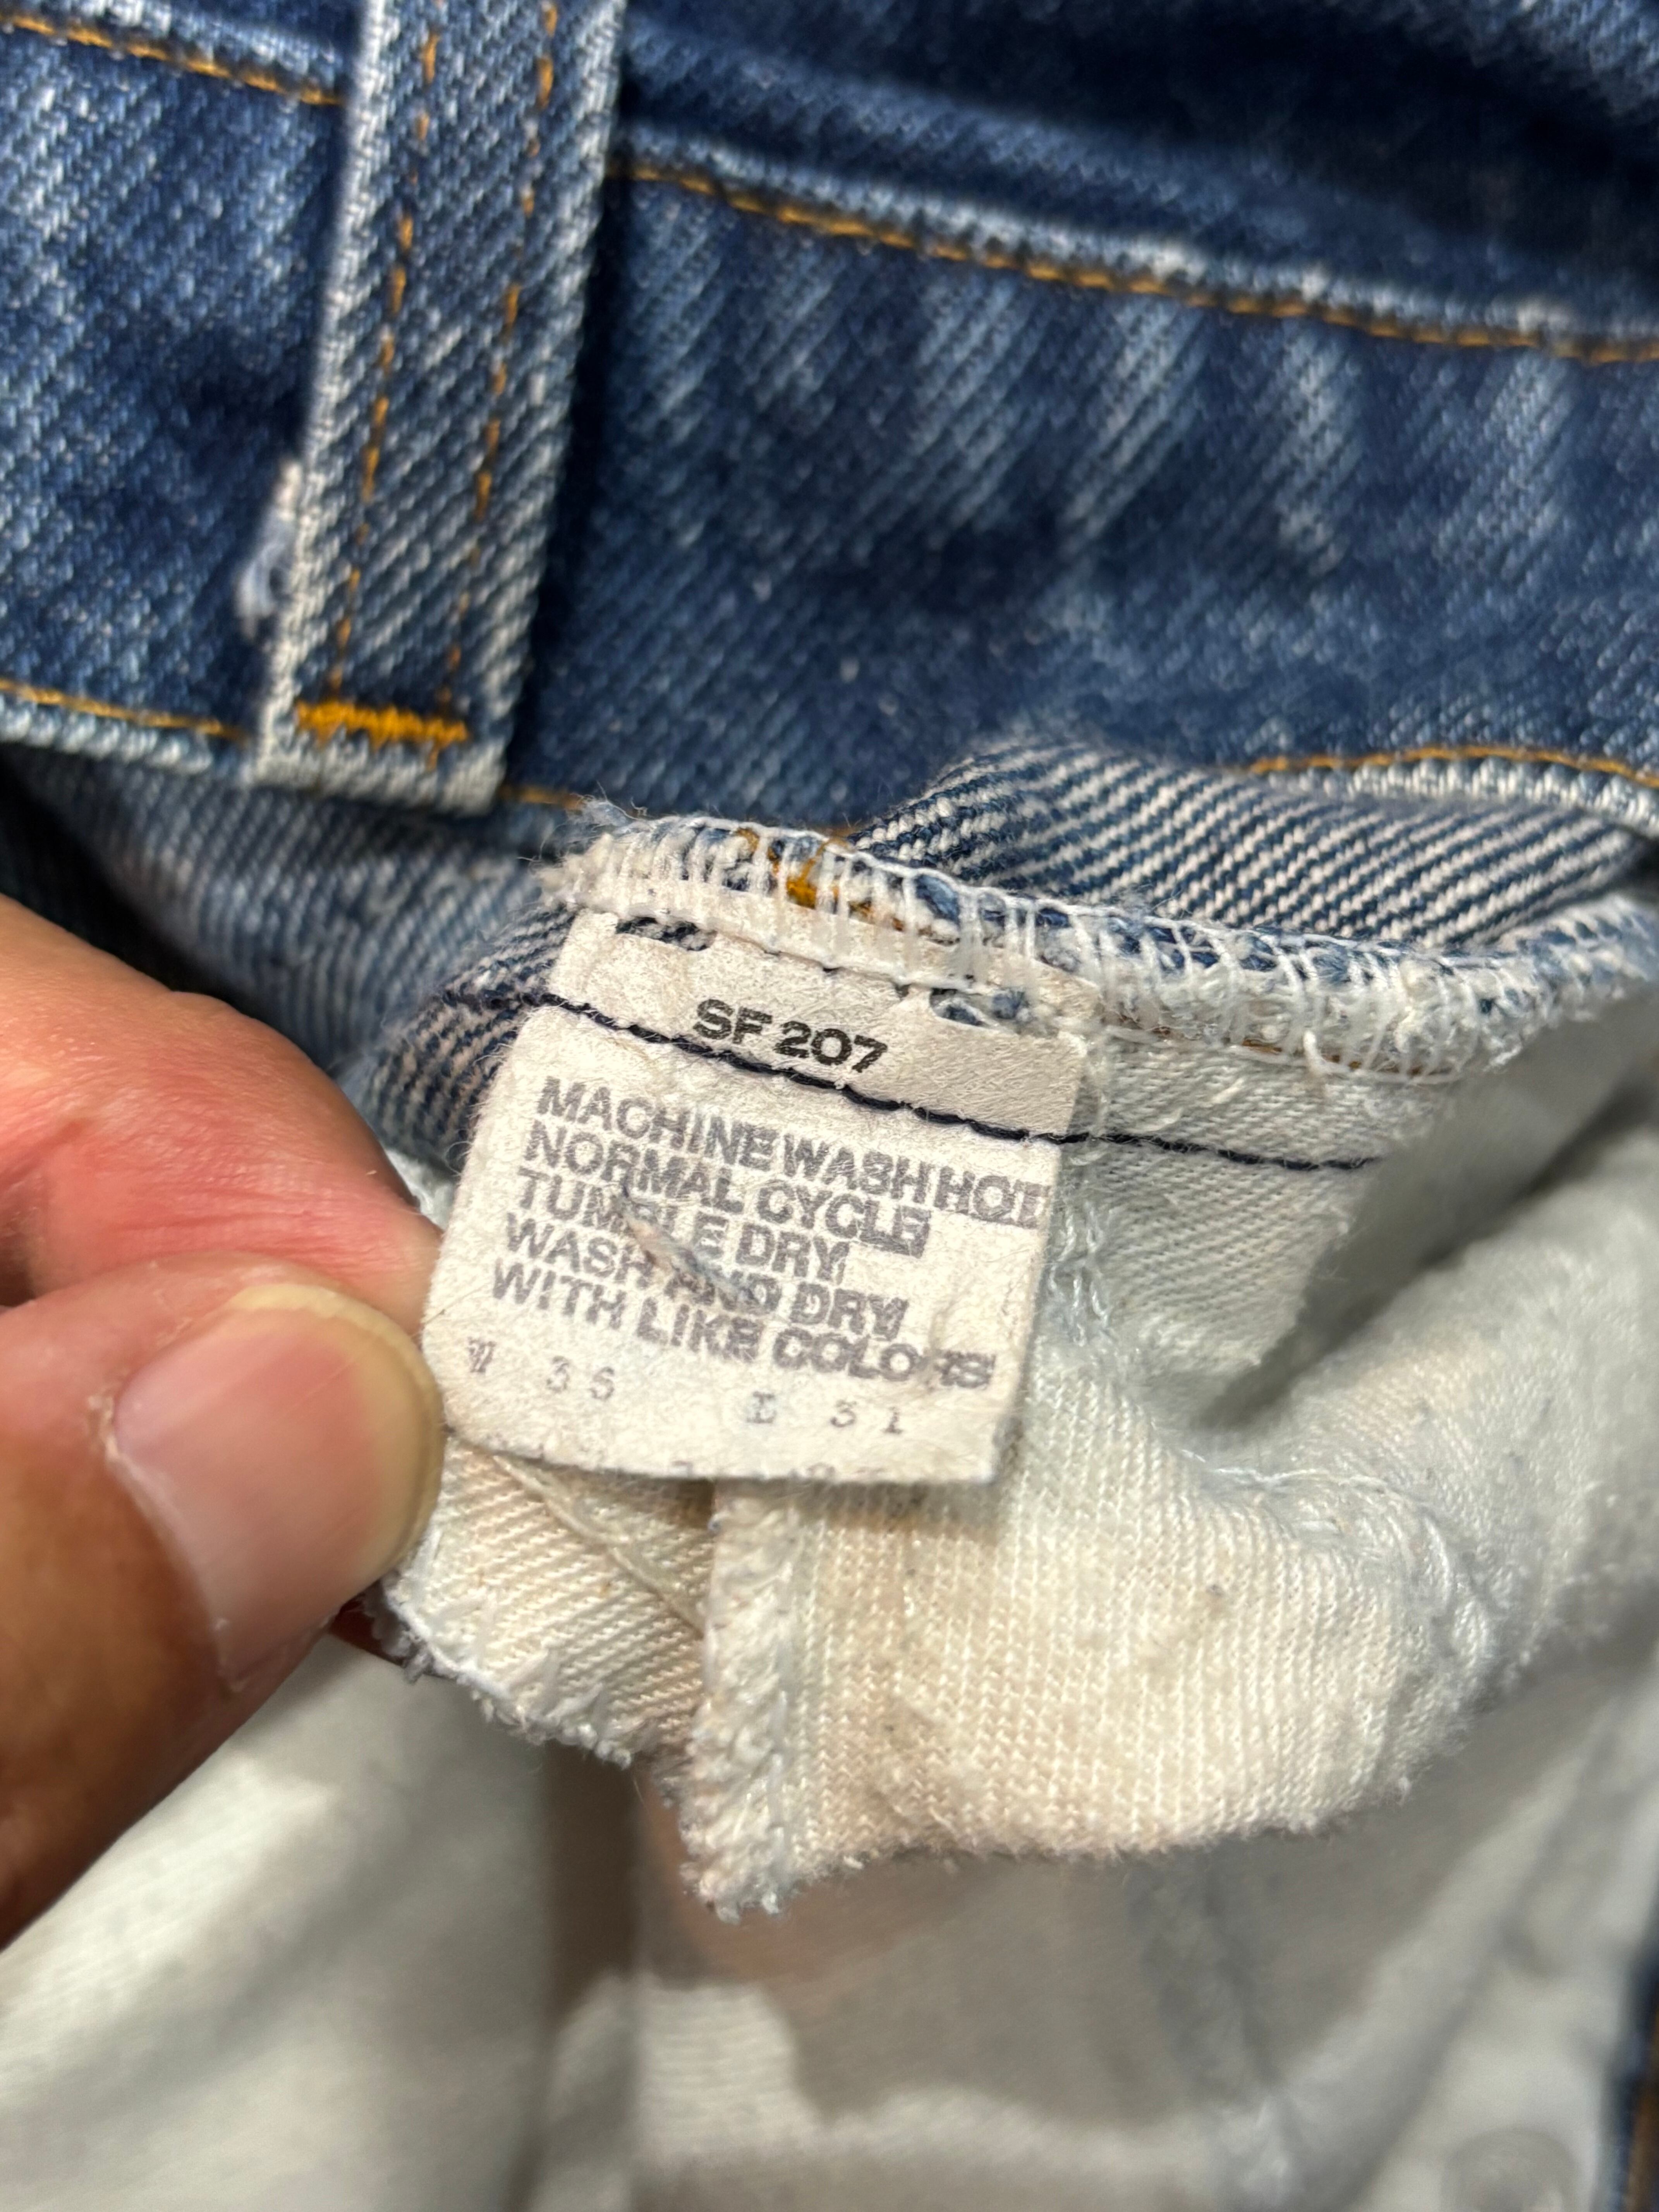 SF 207
MACHINE WASH HOT
NORMAL CYCLE
TUMBLE DRY
WASH AND DRY
WITH LIKE COLORS
W 36 L 31